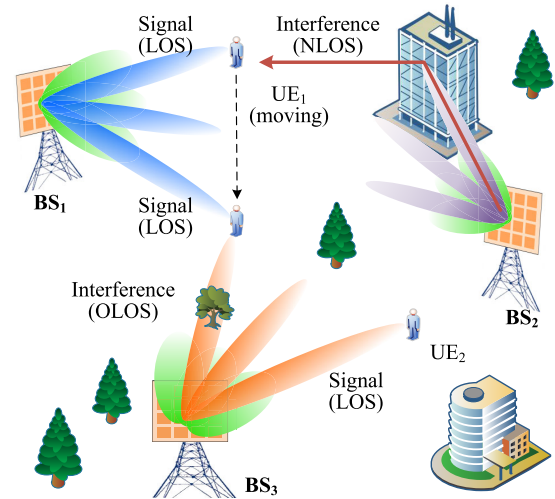 Signal
(LOS)
Interference
(NLOS)
UE1
(moving)
BS1
Signal
(LOS)
Interference
(OLOS)
BS2
UE2
Signal
(LOS)
BS3